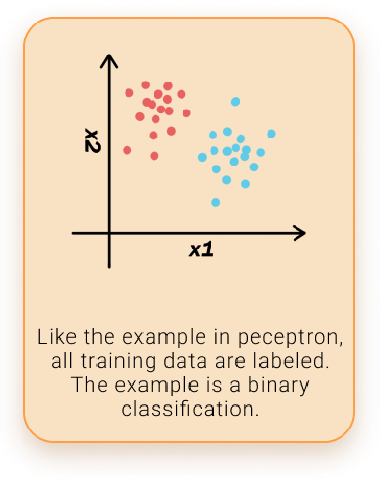 x2
x1
Like the example in peceptron,
all training data are labeled.
The example is a binary
classification.